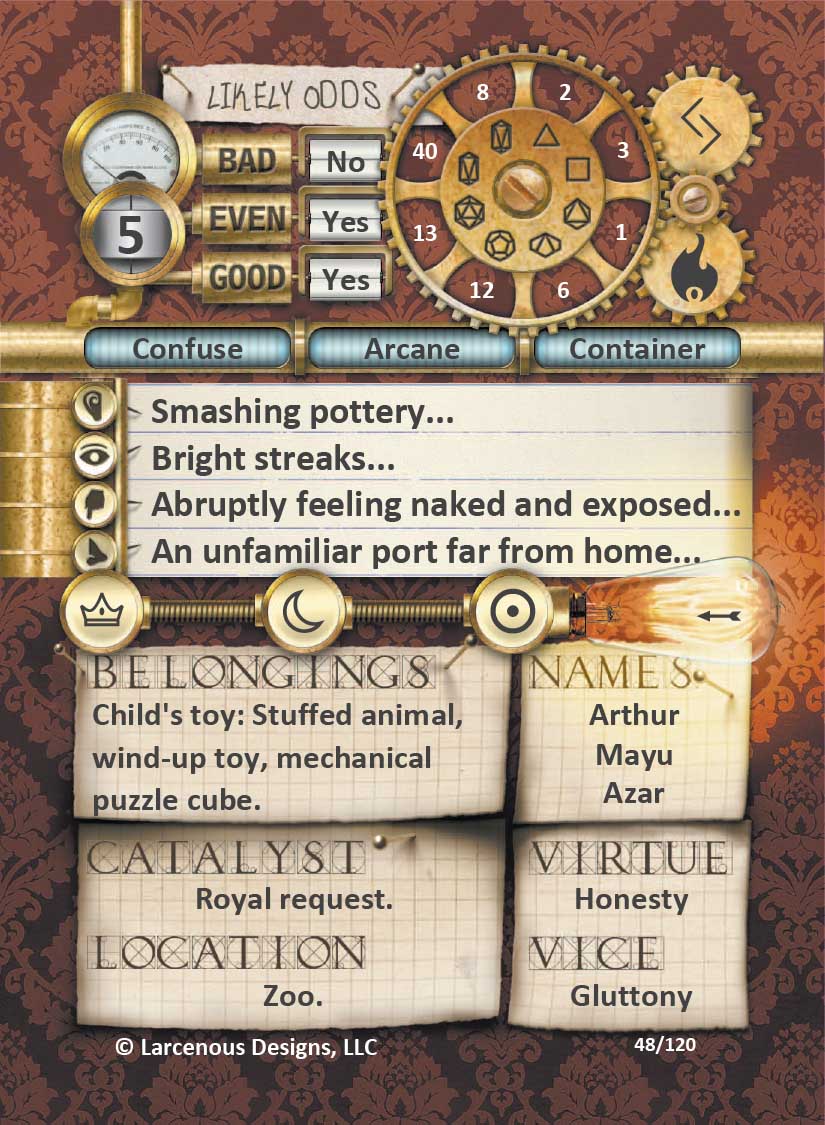 LIKELY ODDS
BAD No
5 EVEN Yes
GOOD Yes
8 2
40 3
13 1
12 6
Confuse Arcane Container
Smashing pottery...
Bright streaks...
Abruptly feeling naked and exposed...
An unfamiliar port far from home...
BELONGINGS
Child's toy: Stuffed animal,
wind-up toy, mechanical
puzzle cube.
NAMES
Arthur
Mayu
Azar
CATALYST
Royal request.
LOCATION
Zoo.
VIRTUE
Honesty
VICE
Gluttony
© Larcenous Designs, LLC
48/120